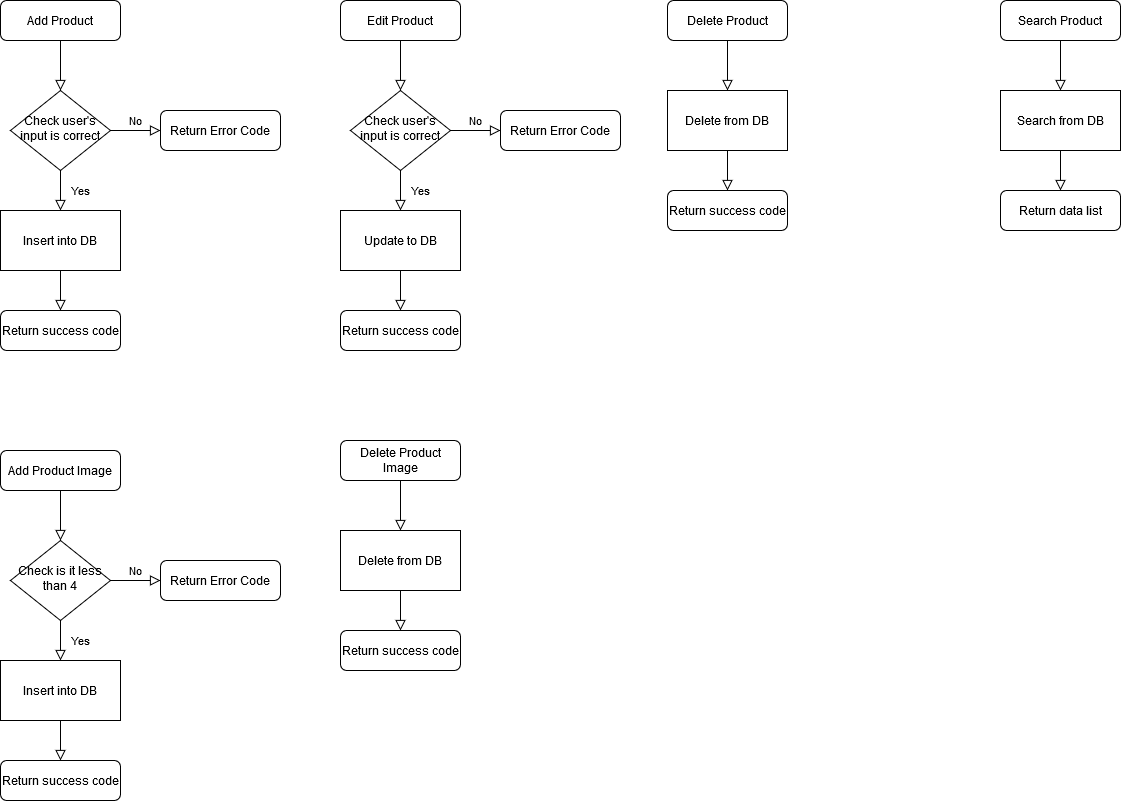 Add Product
Edit Product
Delete Product
Search Product
Check user's
input is correct
No
Return Error Code
Check user's
input is correct
No
Return Error Code
Delete from DB
Search from DB
Yes
Yes
Return success code
Return data list
Insert into DB
Update to DB
Return success code
Return success code
Add Product Image
Delete Product
Image
Check is it less
than 4
No
Return Error Code
Delete from DB
Yes
Return success code
Insert into DB
Return success code